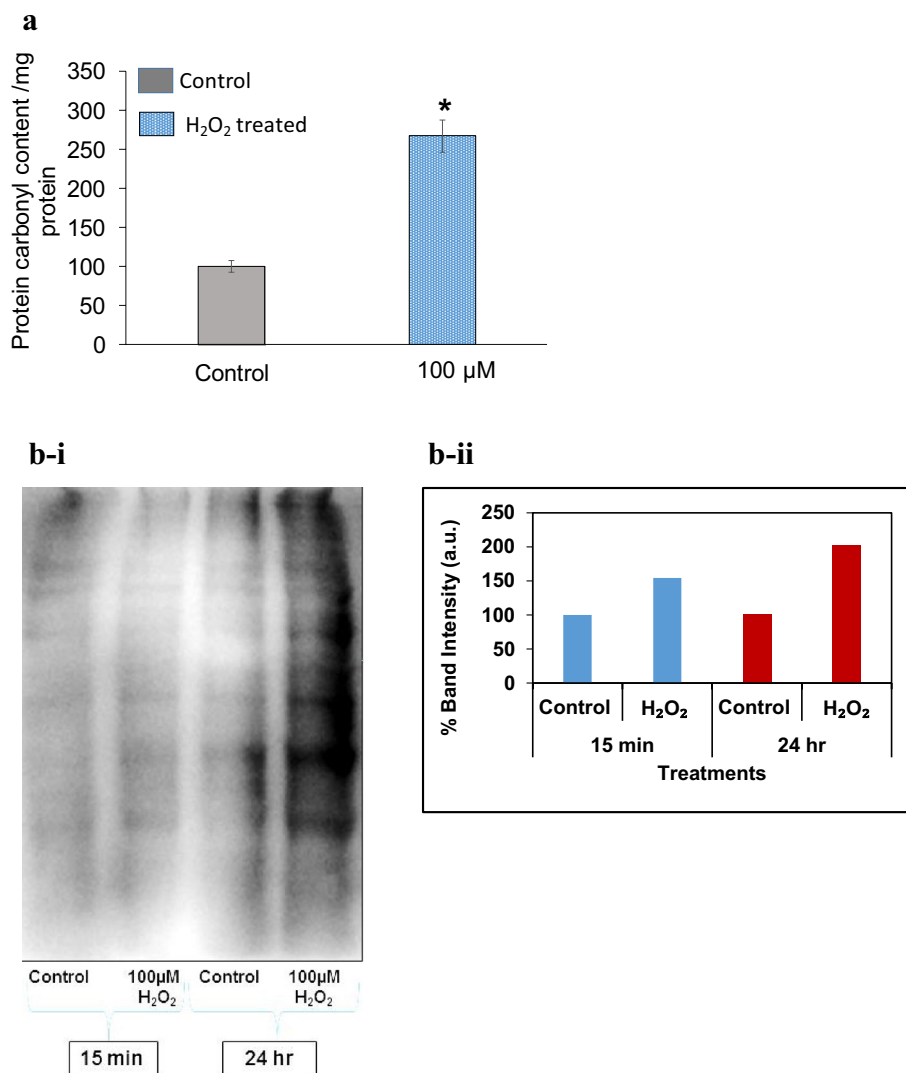 a
Protein carbonyl content /mg
protein
350
300
250
200
150
100
50
0
Control
H₂O₂ treated
*
Control
100 µM
b-i
Control
100µM
H₂O₂
Control
100µM
H₂O₂
15 min
24 hr
b-ii
% Band Intensity (a.u.)
250
200
150
100
50
0
Control
H₂O₂
Control
H₂O₂
15 min
24 hr
Treatments